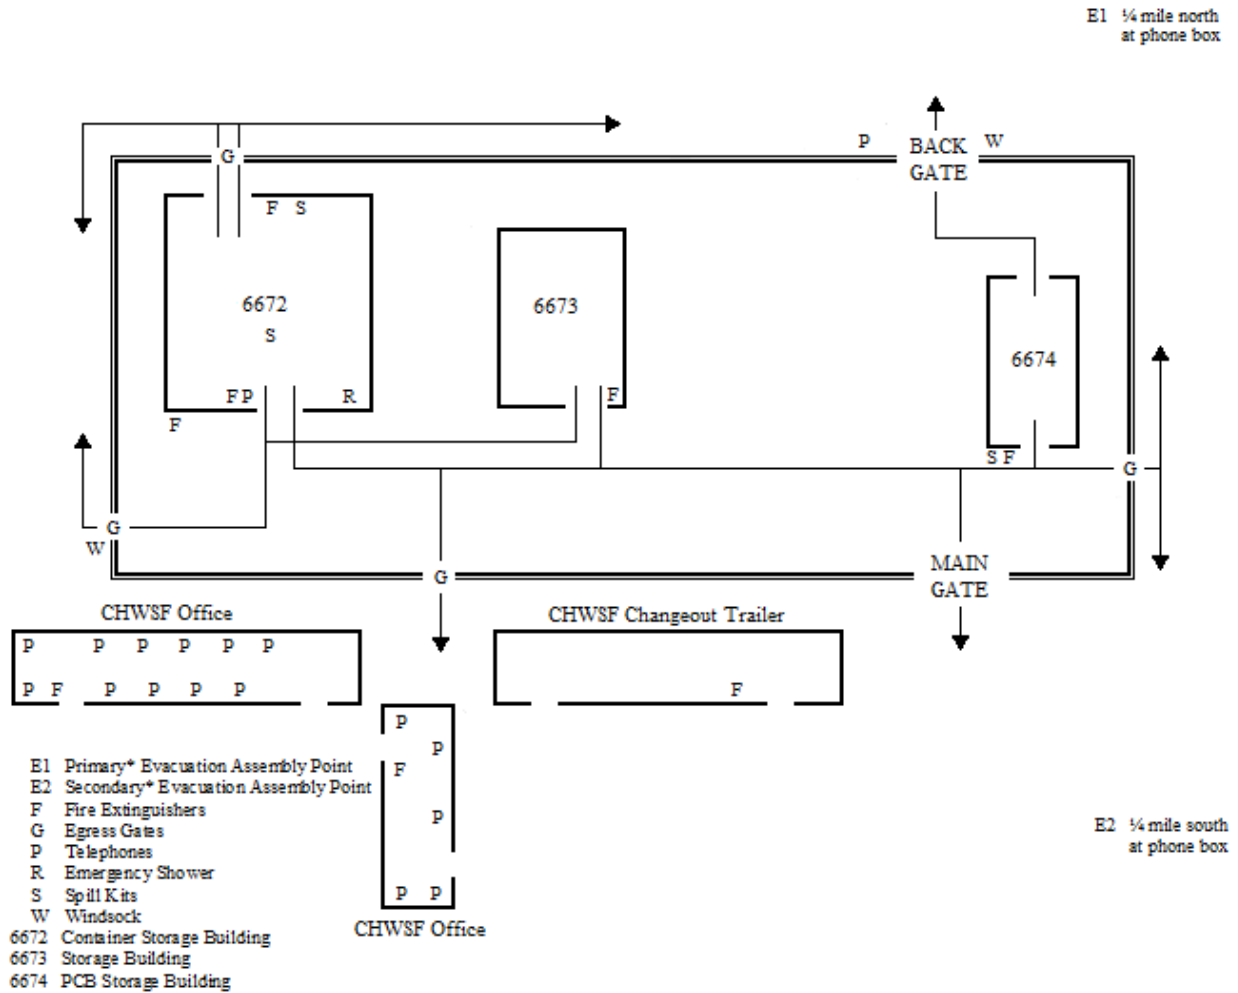 E1 ¼ mile north
at phone box
P BACK W
GATE
G
F S
6672
S
F P R
F
6673
F
6674
S F
G
G
W
G
MAIN
GATE
CHWSF Office
P P P P P P
P F P P P P
CHWSF Changeout Trailer
F
P
P
F
P
P P
CHWSF Office
E1 Primary* Evacuation Assembly Point
E2 Secondary* Evacuation Assembly Point
F Fire Extinguishers
G Egress Gates
P Telephones
R Emergency Shower
S Spill Kits
W Windsock
6672 Container Storage Building
6673 Storage Building
6674 PCB Storage Building
E2 ¼ mile south
at phone box